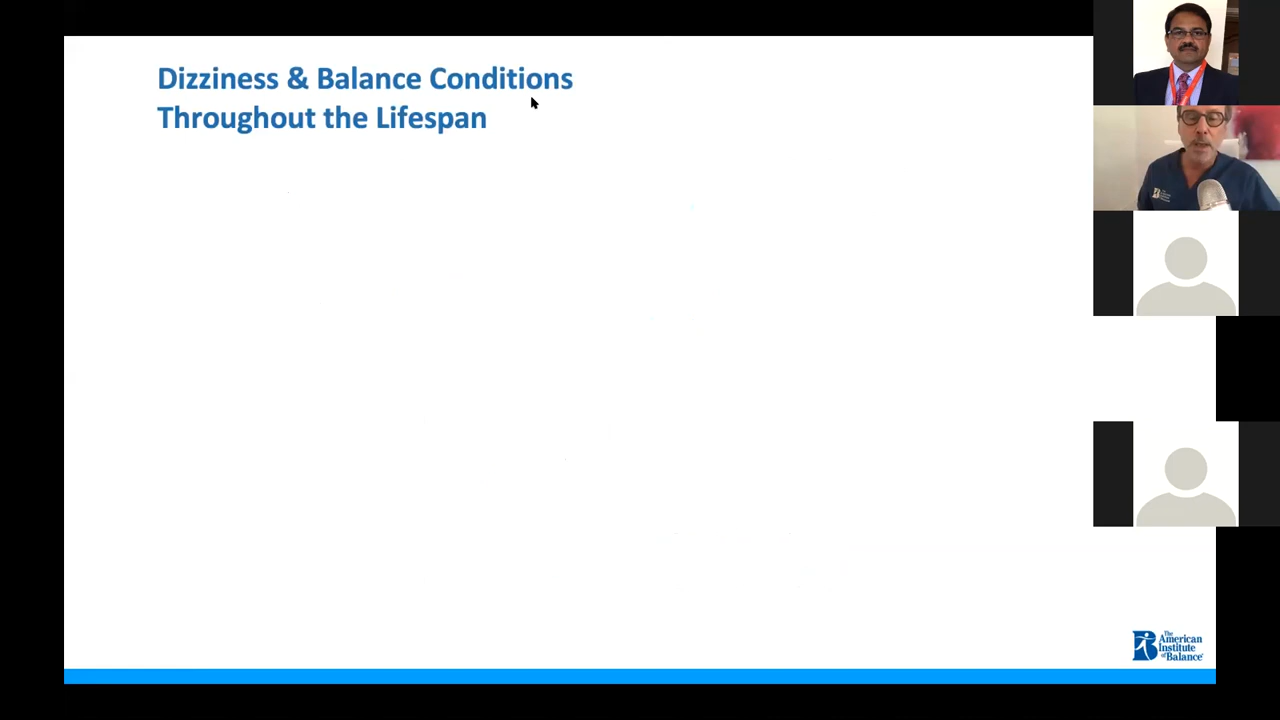 Dizziness & Balance Conditions
Throughout the Lifespan
The
American
Institute
of Balance